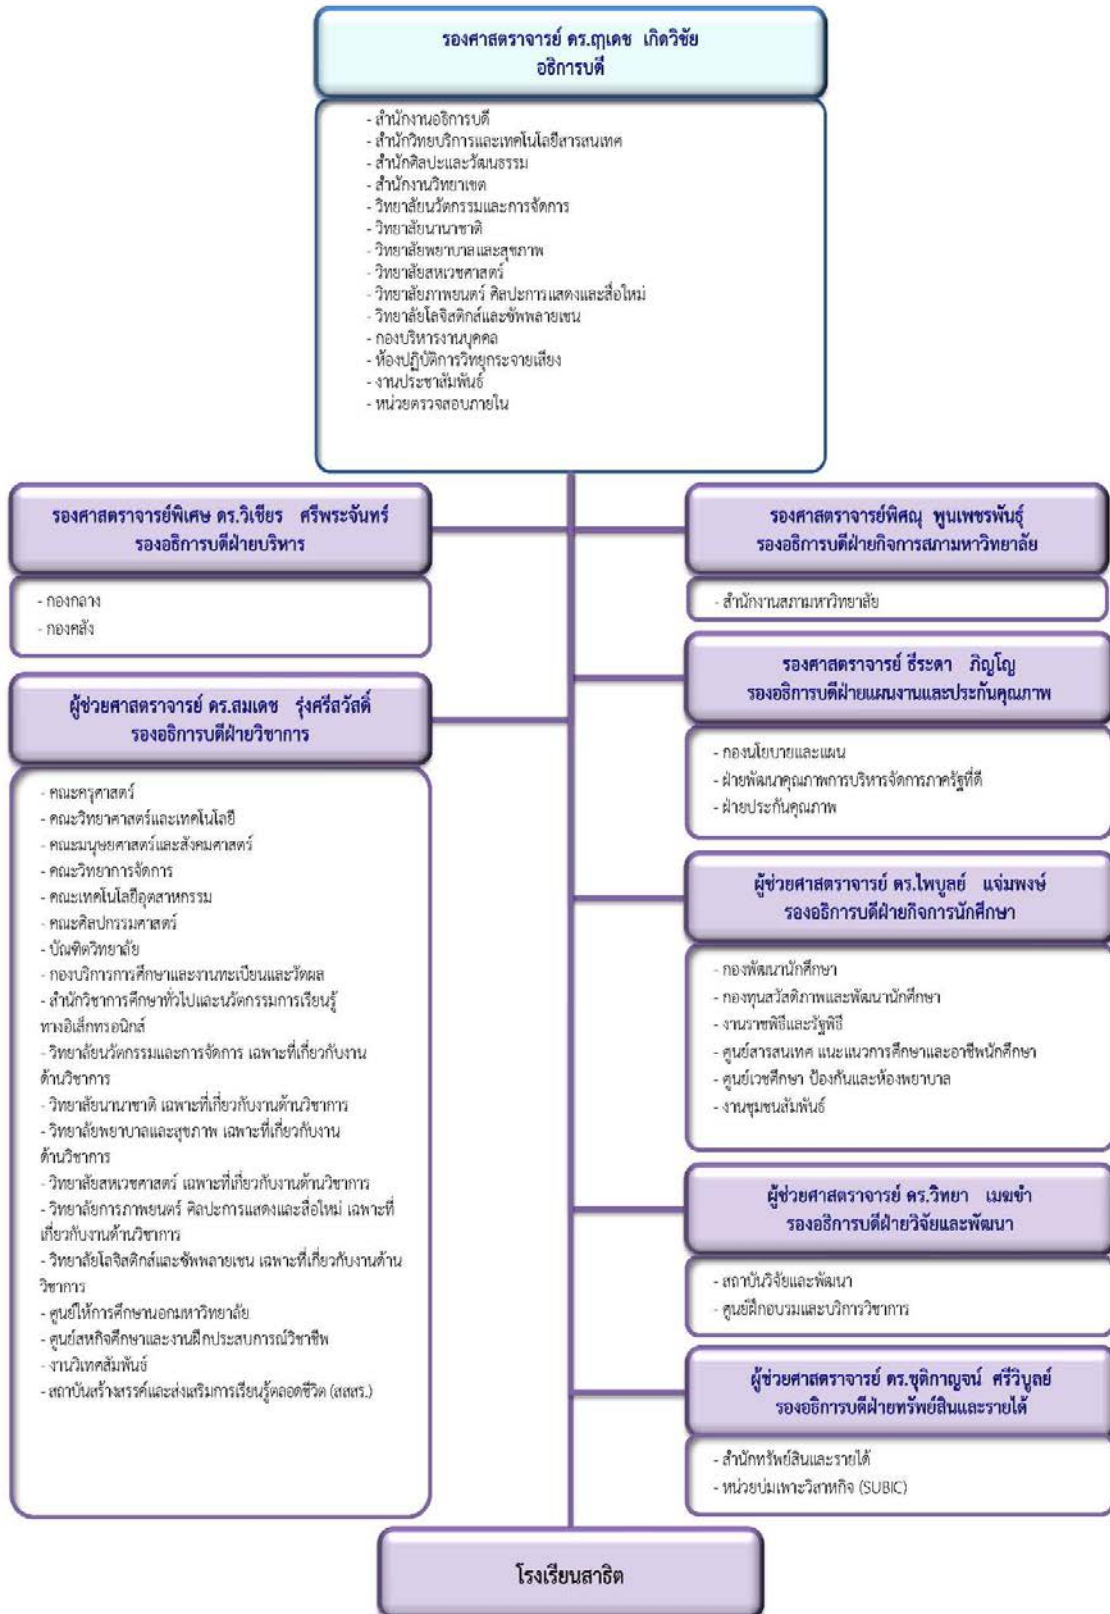 รองศาสตราจารย์ ดร.ฤๅเดช เกิดวิชัย
อธิการบดี
- สำนักงานอธิการบดี
- สำนักวิทยบริการและเทคโนโลยีสารสนเทศ
- สำนักศิลปะและวัฒนธรรม
- สำนักงานวิทยาเขต
- วิทยาลัยนวัตกรรมและการจัดการ
- วิทยาลัยนานาชาติ
- วิทยาลัยพยาบาลและสุขภาพ
- วิทยาลัยสหเวชศาสตร์
- วิทยาลัยภาพยนตร์ ศิลปะการแสดงและสื่อใหม่
- วิทยาลัยโลจิสติกส์และซัพพลายเชน
- กองบริหารงานบุคคล
- ห้องปฏิบัติการวิทยุกระจายเสียง
- งานประชาสัมพันธ์
- หน่วยตรวจสอบภายใน
รองศาสตราจารย์พิเศษ ดร.วิเชียร ศรีพระจันทร์
รองอธิการบดีฝ่ายบริหาร
- กองกลาง
- กองคลัง
ผู้ช่วยศาสตราจารย์ ดร.สมเดช รุ่งศรีสวัสดิ์
รองอธิการบดีฝ่ายวิชาการ
- คณะครุศาสตร์
- คณะวิทยาศาสตร์และเทคโนโลยี
- คณะมนุษยศาสตร์และสังคมศาสตร์
- คณะวิทยาการจัดการ
- คณะเทคโนโลยีอุตสาหกรรม
- คณะศิลปกรรมศาสตร์
- บัณฑิตวิทยาลัย
- กองบริการการศึกษาและงานทะเบียนและวัดผล
- สำนักวิชาการศึกษาทั่วไปและนวัตกรรมการเรียนรู้
ทางอิเล็กทรอนิกส์
- วิทยาลัยนวัตกรรมและการจัดการ เฉพาะที่เกี่ยวกับงาน
ด้านวิชาการ
- วิทยาลัยนานาชาติ เฉพาะที่เกี่ยวกับงานด้านวิชาการ
- วิทยาลัยพยาบาลและสุขภาพ เฉพาะที่เกี่ยวกับงาน
ด้านวิชาการ
- วิทยาลัยสหเวชศาสตร์ เฉพาะที่เกี่ยวกับงานด้านวิชาการ
- วิทยาลัยการภาพยนตร์ ศิลปะการแสดงและสื่อใหม่ เฉพาะที่
เกี่ยวกับงานด้านวิชาการ
- วิทยาลัยโลจิสติกส์และซัพพลายเชน เฉพาะที่เกี่ยวกับงานด้าน
วิชาการ
- ศูนย์ให้การศึกษานอกมหาวิทยาลัย
- ศูนย์สหกิจศึกษาและงานฝึกประสบการณ์วิชาชีพ
- งานวิเทศสัมพันธ์
- สถาบันสร้างสรรค์และส่งเสริมการเรียนรู้ตลอดชีวิต (สสสร.)
รองศาสตราจารย์พิศณุ พูนเพชรพันธุ์
รองอธิการบดีฝ่ายกิจการสภามหาวิทยาลัย
- สำนักงานสภามหาวิทยาลัย
รองศาสตราจารย์ ธีระดา ภิญโญ
รองอธิการบดีฝ่ายแผนงานและประกันคุณภาพ
- กองนโยบายและแผน
- ฝ่ายพัฒนาคุณภาพการบริหารจัดการภาครัฐที่ดี
- ฝ่ายประกันคุณภาพ
ผู้ช่วยศาสตราจารย์ ดร.ไพบูลย์ แจ่มพงษ์
รองอธิการบดีฝ่ายกิจการนักศึกษา
- กองพัฒนานักศึกษา
- กองทุนสวัสดิภาพและพัฒนานักศึกษา
- งานราชพิธีและรัฐพิธี
- ศูนย์สารสนเทศ แนะแนวการศึกษาและอาชีพนักศึกษา
- ศูนย์เวชศึกษา ป้องกันและห้องพยาบาล
- งานชุมชนสัมพันธ์
ผู้ช่วยศาสตราจารย์ ดร.วิทยา เมฆขำ
รองอธิการบดีฝ่ายวิจัยและพัฒนา
- สถาบันวิจัยและพัฒนา
- ศูนย์ฝึกอบรมและบริการวิชาการ
ผู้ช่วยศาสตราจารย์ ดร.ชุติกาญจน์ ศรีวิบูลย์
รองอธิการบดีฝ่ายทรัพย์สินและรายได้
- สำนักทรัพย์สินและรายได้
- หน่วยบ่มเพาะวิสาหกิจ (SUBIC)
โรงเรียนสาธิต